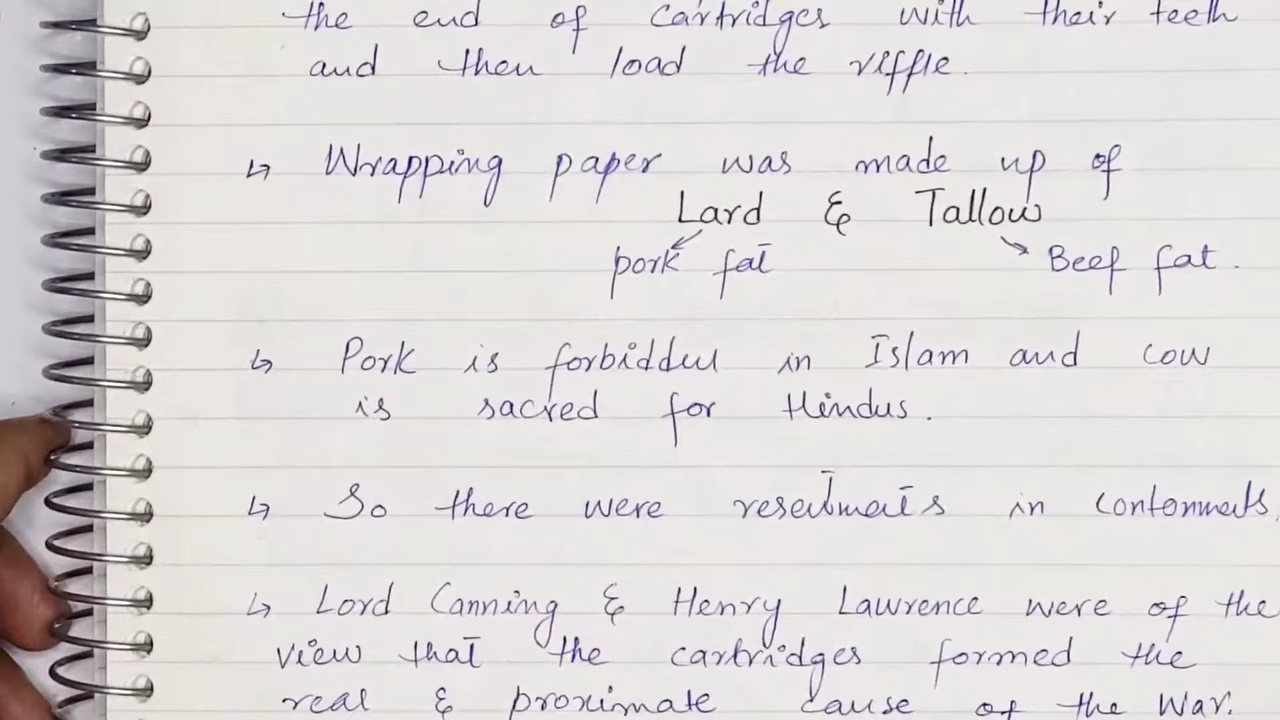 the end of cartridges with their teeth
and then load the riffle.
↳ Wrapping paper was made up of
Lard & Tallow
pork fat Beef fat.
↳ Pork is forbidden in Islam and cow
is sacred for Hindus.
↳ So there were resentments in contonments.
↳ Lord Canning & Henry Lawrence were of the
view that the cartridges formed the
real & proximate cause of the War.